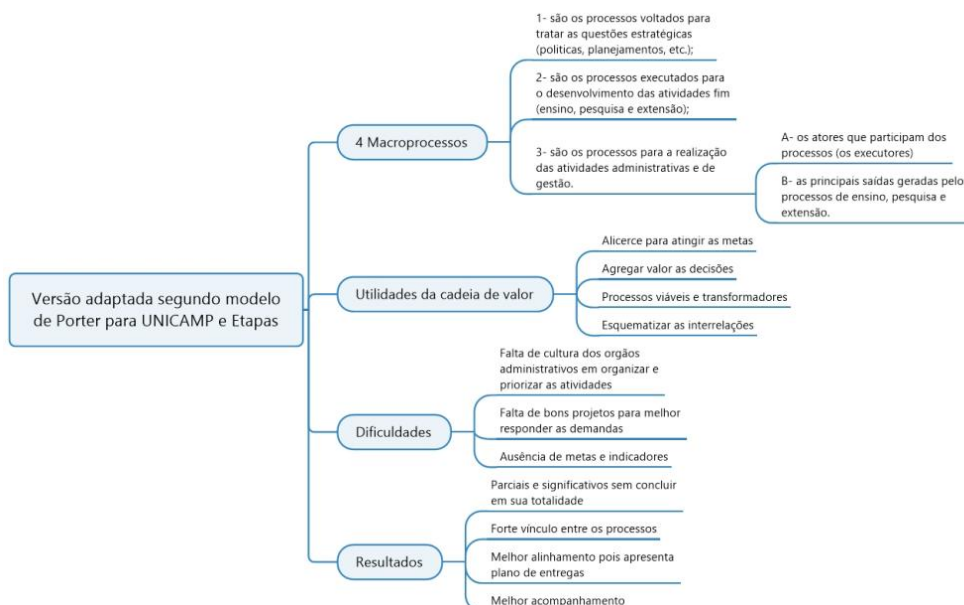 Versão adaptada segundo modelo
de Porter para UNICAMP e Etapas
4 Macroprocessos
1- são os processos voltados para
tratar as questões estratégicas
(politicas, planejamentos, etc.);
2- são os processos executados para
o desenvolvimento das atividades fim
(ensino, pesquisa e extensão);
3- são os processos para a realização
das atividades administrativas e de
gestão.
A- os atores que participam dos
processos (os executores)
B- as principais saídas geradas pelo
processos de ensino, pesquisa e
extensão.
Utilidades da cadeia de valor
Alicerce para atingir as metas
Agregar valor as decisões
Processos viáveis e transformadores
Esquematizar as interrelações
Dificuldades
Falta de cultura dos orgãos
administrativos em organizar e
priorizar as atividades
Falta de bons projetos para melhor
responder as demandas
Ausência de metas e indicadores
Resultados
Parciais e significativos sem concluir
em sua totalidade
Forte vínculo entre os processos
Melhor alinhamento pois apresenta
plano de entregas
Melhor acompanhamento